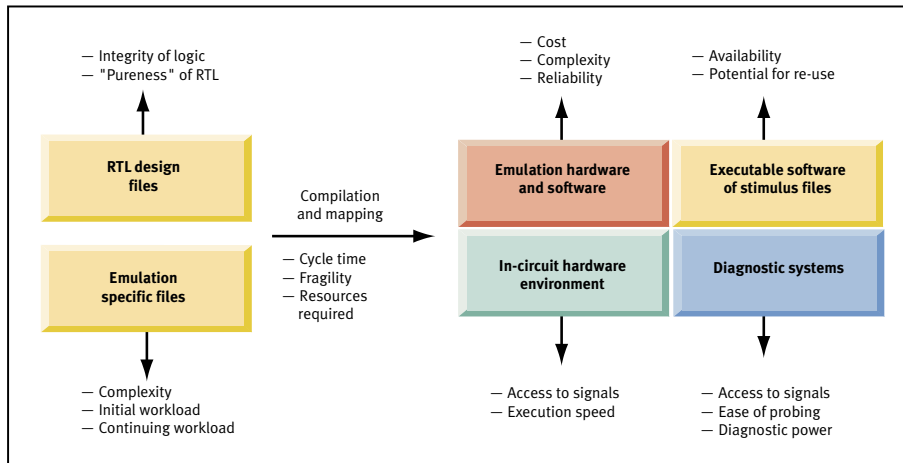 — Integrity of logic
— "Pureness" of RTL
RTL design
files
Emulation
specific files
— Complexity
— Initial workload
— Continuing workload
Compilation
and mapping
— Cycle time
— Fragility
— Resources
required
— Cost
— Complexity
— Reliability
— Availability
— Potential for re-use
Emulation hardware
and software
Executable software
of stimulus files
In-circuit hardware
environment
Diagnostic systems
— Access to signals
— Execution speed
— Access to signals
— Ease of probing
— Diagnostic power